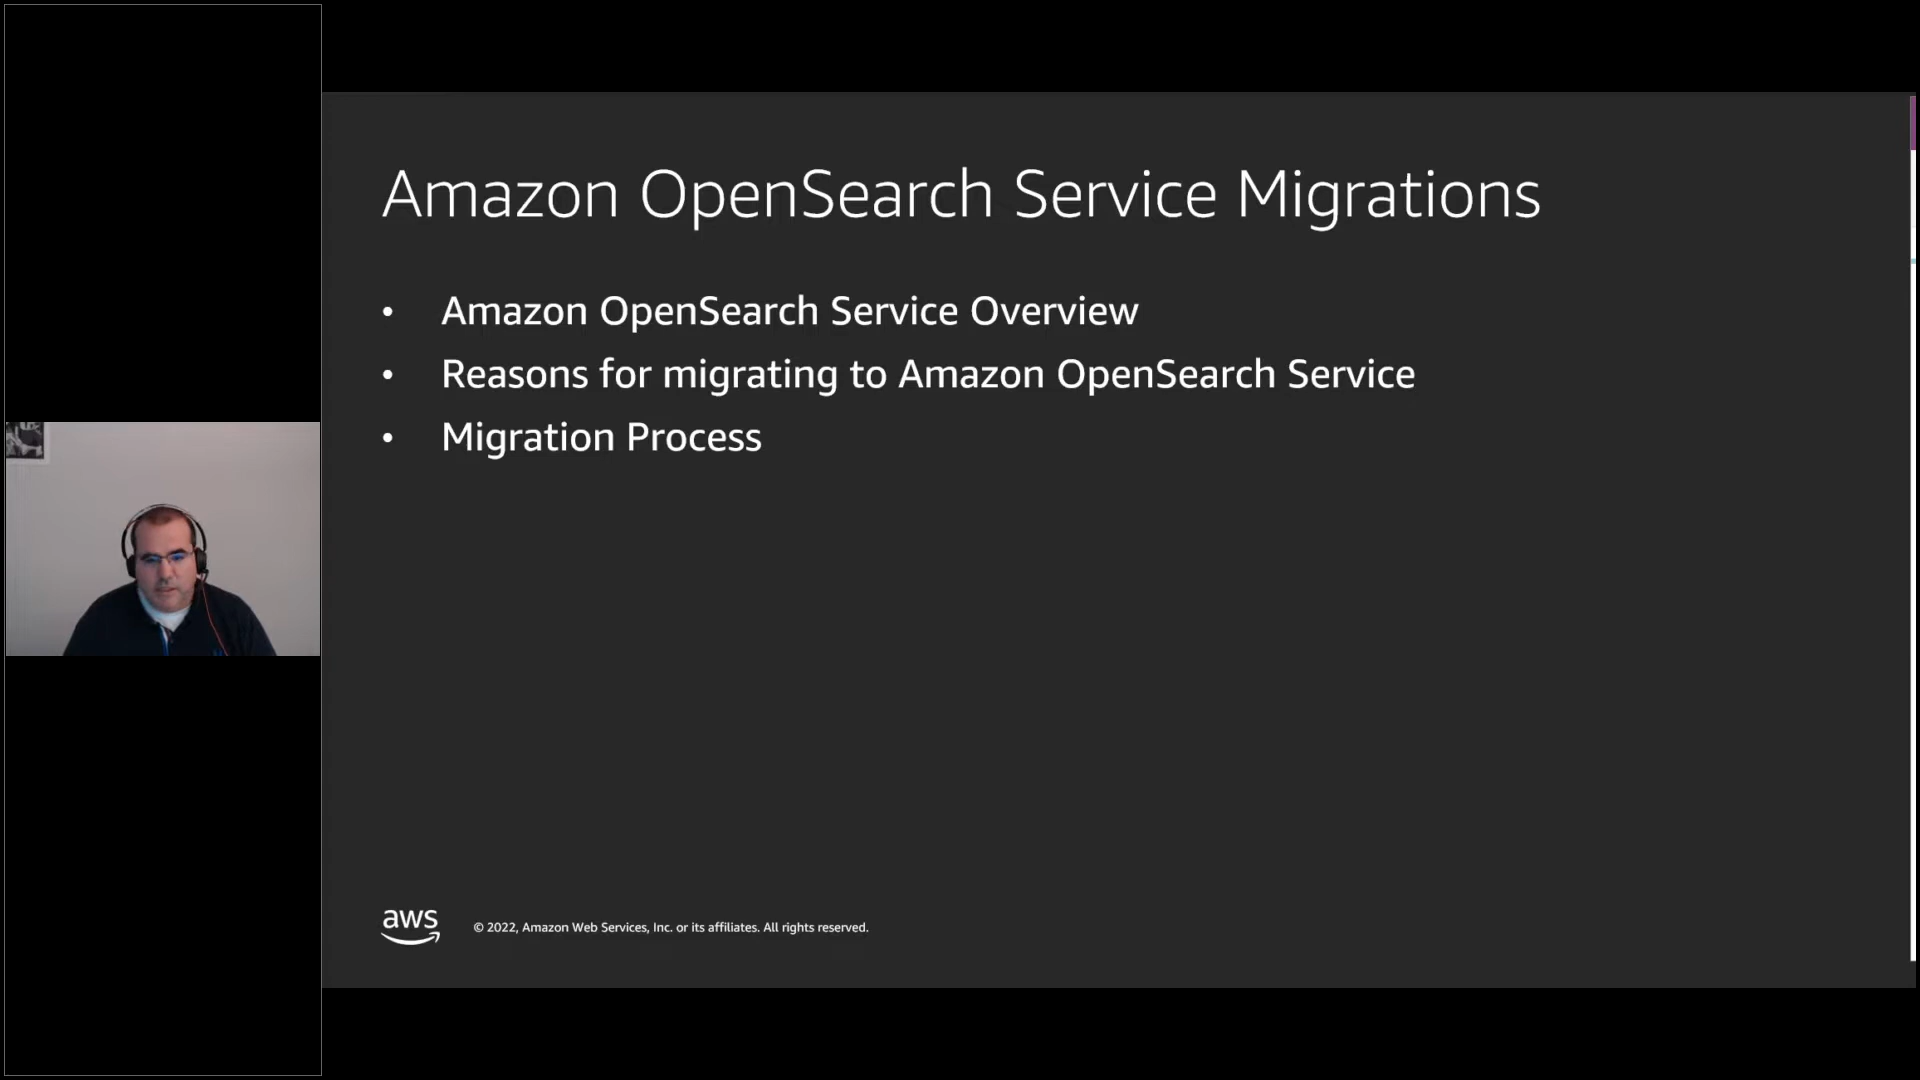 Amazon OpenSearch Service Migrations
• Amazon OpenSearch Service Overview
• Reasons for migrating to Amazon OpenSearch Service
• Migration Process
aws
© 2022, Amazon Web Services, Inc. or its affiliates. All rights reserved.